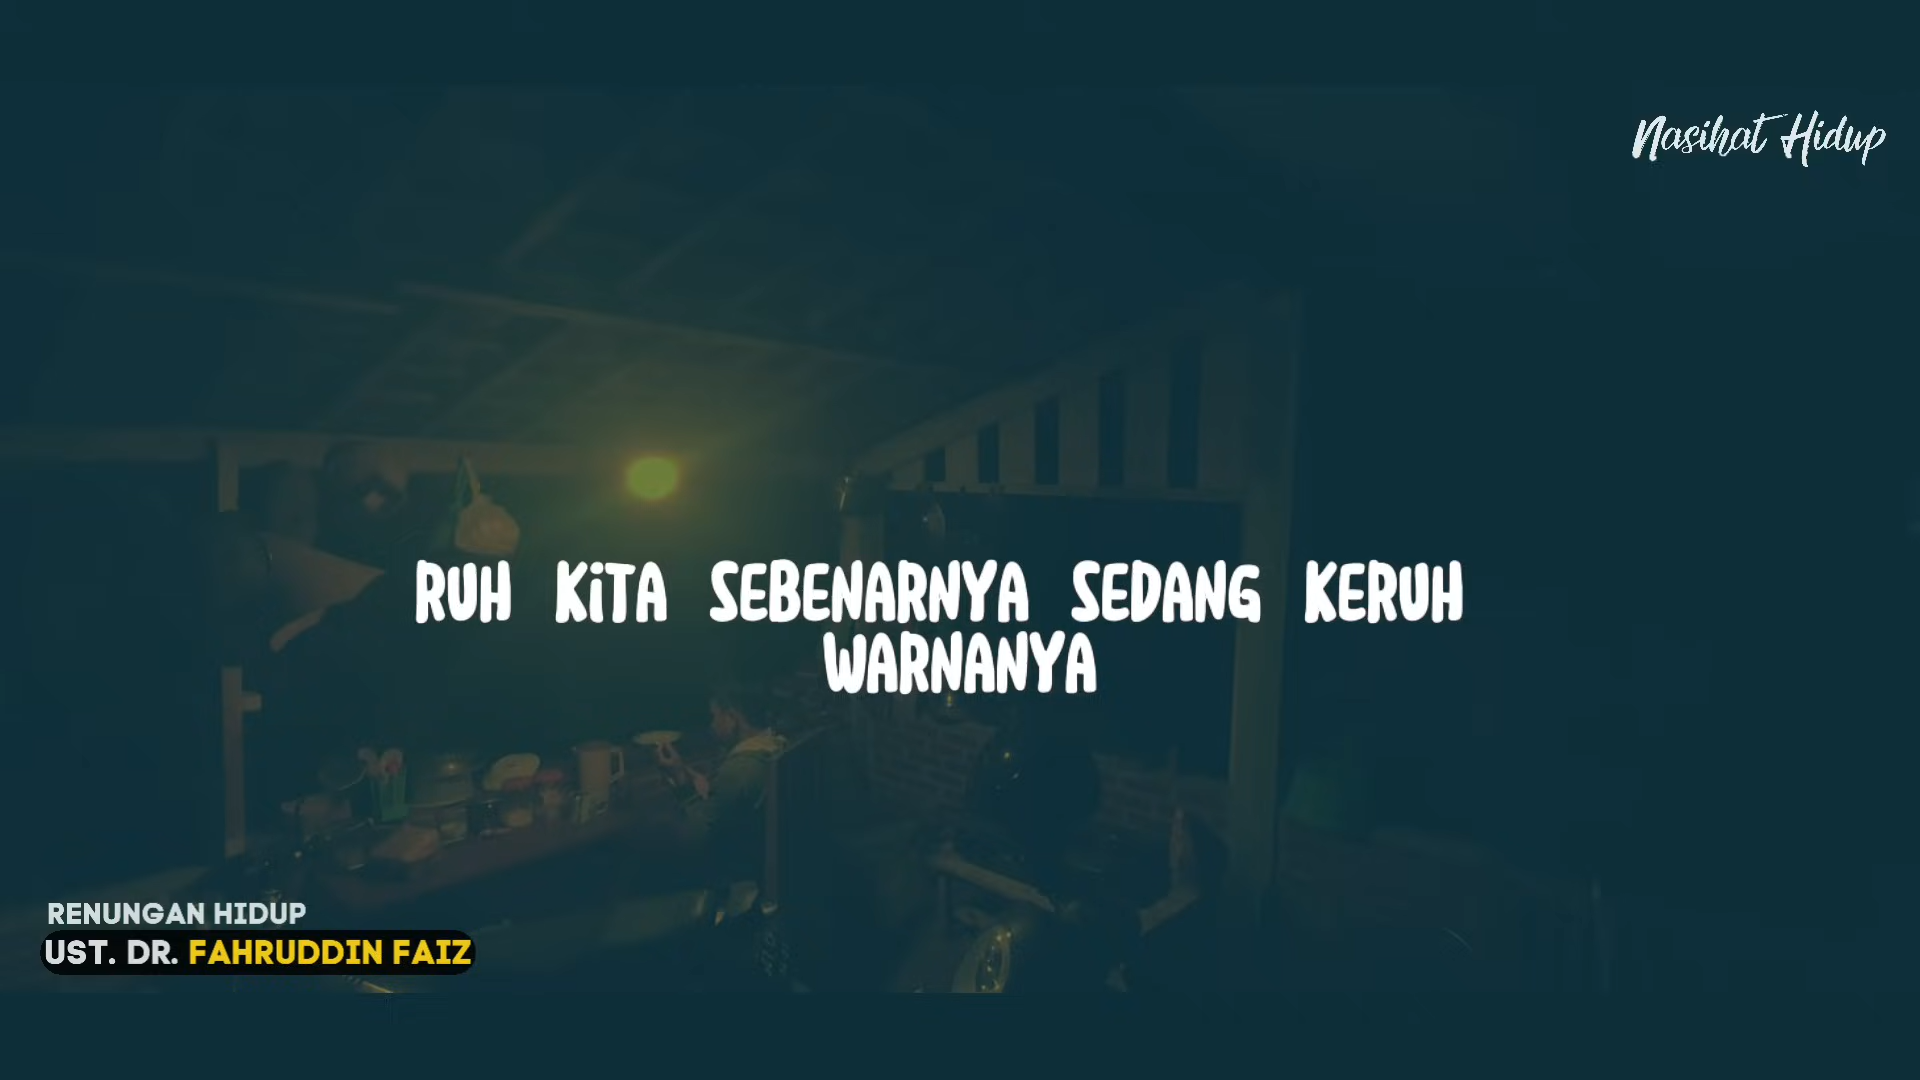 Nasihat Hidup
RUH KiTA SEBENARNYA SEDANG KERUH
WARNANYA
RENUNGAN HIDUP
UST. DR. FAHRUDDIN FAIZ